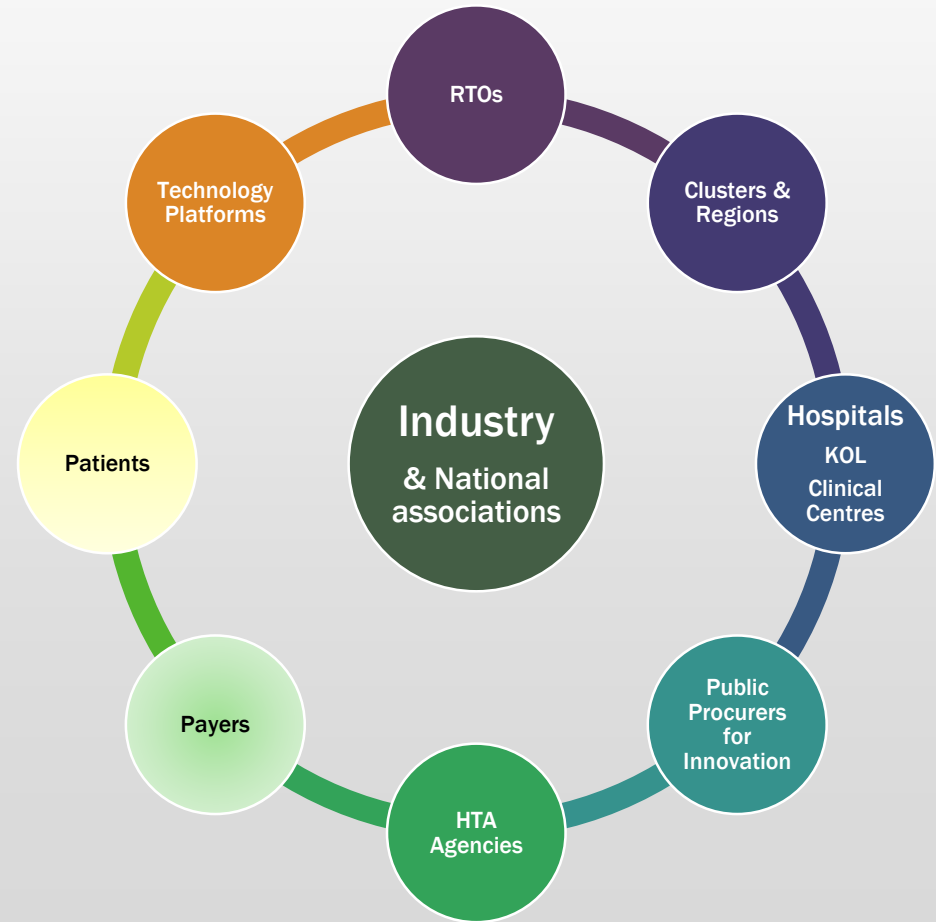 RTOs
Clusters &
Regions
Hospitals
KOL
Clinical
Centres
Public
Procurers
for
Innovation
HTA
Agencies
Payers
Patients
Technology
Platforms
Industry
& National
associations